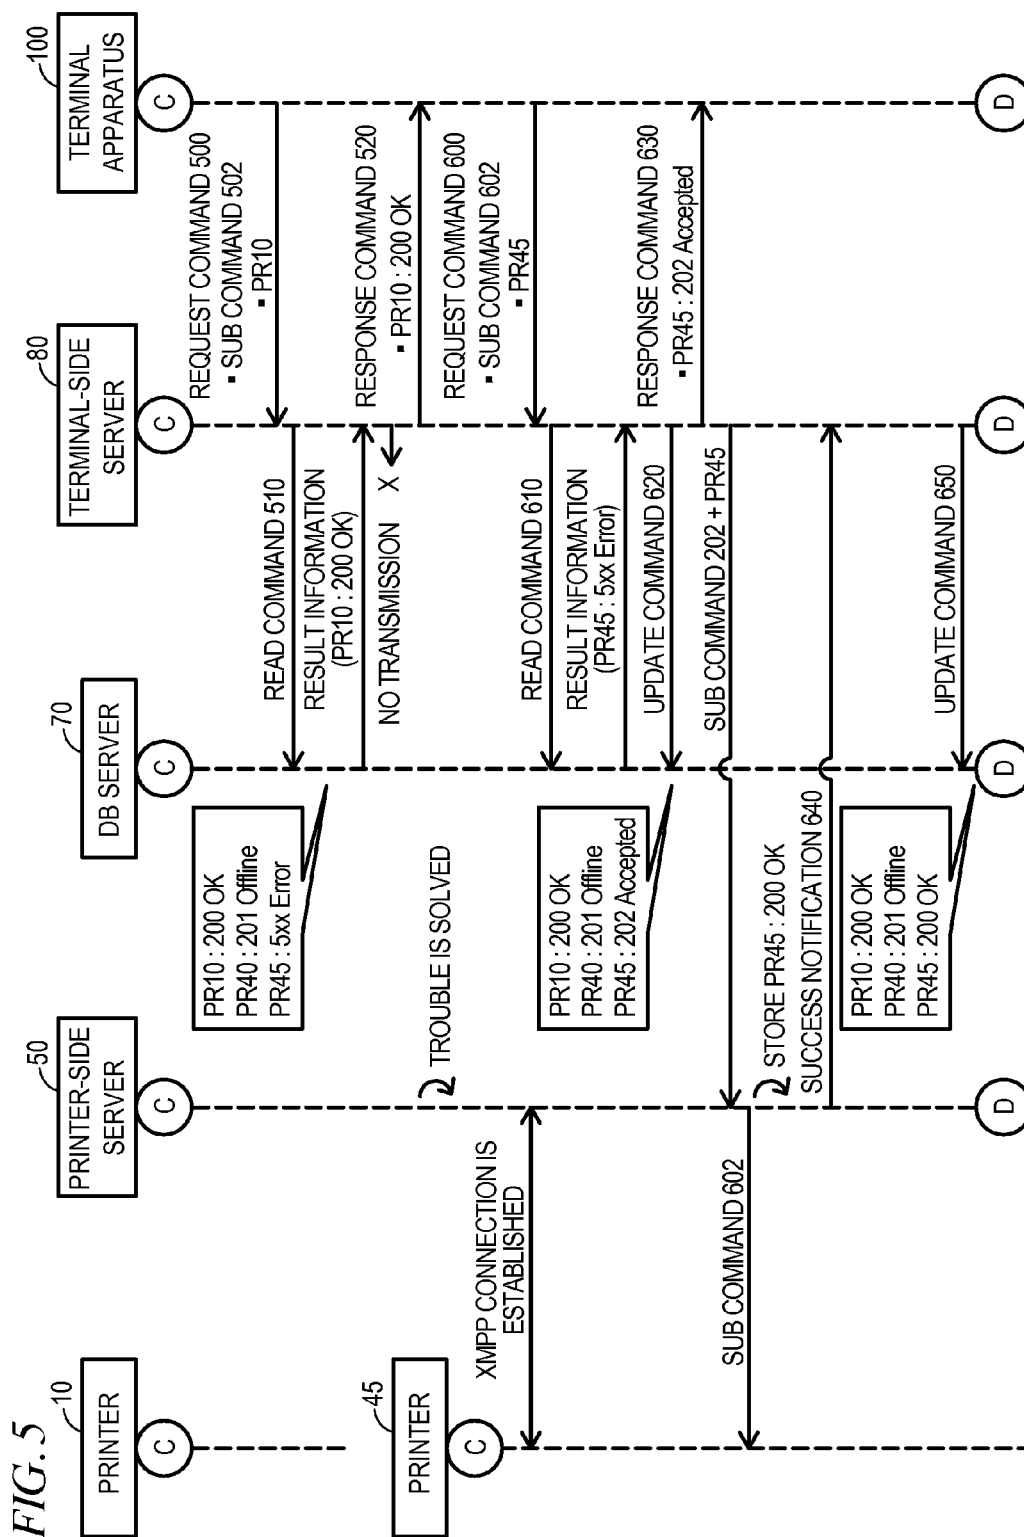 FIG. 5
10
PRINTER
C
45
PRINTER
C
50
PRINTER-SIDE
SERVER
C
70
DB SERVER
C
80
TERMINAL-SIDE
SERVER
C
100
TERMINAL
APPARATUS
C
REQUEST COMMAND 500
▪ SUB COMMAND 502
▪ PR10
READ COMMAND 510
PR10 : 200 OK
PR40 : 201 Offline
PR45 : 5xx Error
RESULT INFORMATION
(PR10 : 200 OK)
NO TRANSMISSION X
RESPONSE COMMAND 520
▪ PR10 : 200 OK
TROUBLE IS SOLVED
XMPP CONNECTION IS
ESTABLISHED
REQUEST COMMAND 600
▪ SUB COMMAND 602
▪ PR45
READ COMMAND 610
RESULT INFORMATION
(PR45 : 5xx Error)
UPDATE COMMAND 620
PR10 : 200 OK
PR40 : 201 Offline
PR45 : 202 Accepted
RESPONSE COMMAND 630
▪ PR45 : 202 Accepted
SUB COMMAND 202 + PR45
SUB COMMAND 602
STORE PR45 : 200 OK
SUCCESS NOTIFICATION 640
UPDATE COMMAND 650
PR10 : 200 OK
PR40 : 201 Offline
PR45 : 200 OK
D
D
D
D